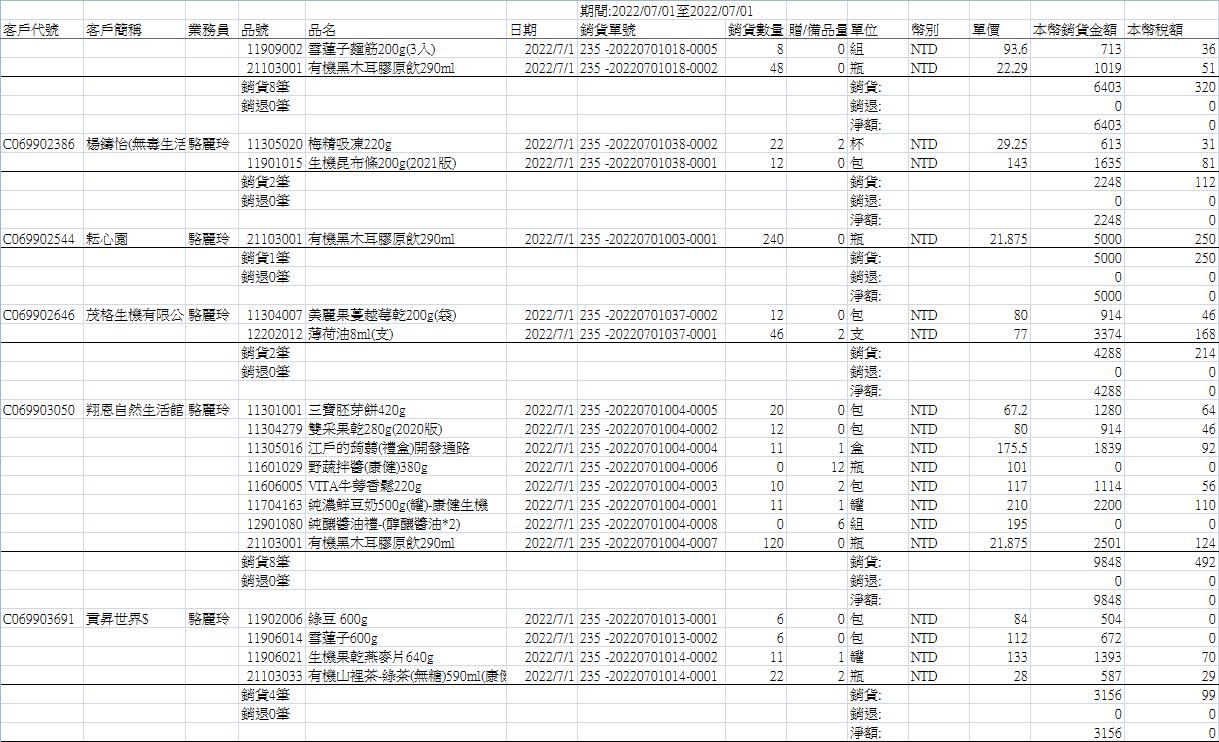 期間:2022/07/01至2022/07/01
客戶代號 客戶簡稱 業務員 品號 品名 日期 銷貨單號 銷貨數量 贈/備品量 單位 幣別 單價 本幣銷貨金額 本幣稅額
11909002 雪蓮子麵筋200g(3入) 2022/7/1 235 -20220701018-0005 8 0 組 NTD 93.6 713 36
21103001 有機黑木耳膠原飲290ml 2022/7/1 235 -20220701018-0002 48 0 瓶 NTD 22.29 1019 51
銷貨8筆 銷貨: 6403 320
銷退0筆 銷退: 0 0
淨額: 6403 0
C069902386 楊鑄怡(無毒生活 駱麗玲 11305020 梅精吸凍220g 2022/7/1 235 -20220701038-0002 22 2 杯 NTD 29.25 613 31
11901015 生機昆布條200g(2021版) 2022/7/1 235 -20220701038-0001 12 0 包 NTD 143 1635 81
銷貨2筆 銷貨: 2248 112
銷退0筆 銷退: 0 0
淨額: 2248 0
C069902544 耘心園 駱麗玲 21103001 有機黑木耳膠原飲290ml 2022/7/1 235 -20220701003-0001 240 0 瓶 NTD 21.875 5000 250
銷貨1筆 銷貨: 5000 250
銷退0筆 銷退: 0 0
淨額: 5000 0
C069902646 茂格生機有限公 駱麗玲 11304007 美麗果蔓越莓乾200g(袋) 2022/7/1 235 -20220701037-0002 12 0 包 NTD 80 914 46
12202012 薄荷油8ml(支) 2022/7/1 235 -20220701037-0001 46 2 支 NTD 77 3374 168
銷貨2筆 銷貨: 4288 214
銷退0筆 銷退: 0 0
淨額: 4288 0
C069903050 翔恩自然生活館 駱麗玲 11301001 三寶胚芽餅420g 2022/7/1 235 -20220701004-0005 20 0 包 NTD 67.2 1280 64
11304279 雙采果乾280g(2020版) 2022/7/1 235 -20220701004-0002 12 0 包 NTD 80 914 46
11305016 江戶的蒟蒻(禮盒)開發通路 2022/7/1 235 -20220701004-0004 11 1 盒 NTD 175.5 1839 92
11601029 野蔬拌醬(康健)380g 2022/7/1 235 -20220701004-0006 0 12 瓶 NTD 101 0 0
11606005 VITA牛蒡香鬆220g 2022/7/1 235 -20220701004-0003 10 2 包 NTD 117 1114 56
11704163 純濃鮮豆奶500g(罐)-康健生機 2022/7/1 235 -20220701004-0001 11 1 罐 NTD 210 2200 110
12901080 純釀醬油禮-(醇釀醬油*2) 2022/7/1 235 -20220701004-0008 0 6 組 NTD 195 0 0
21103001 有機黑木耳膠原飲290ml 2022/7/1 235 -20220701004-0007 120 0 瓶 NTD 21.875 2501 124
銷貨8筆 銷貨: 9848 492
銷退0筆 銷退: 0 0
淨額: 9848 0
C069903691 貢昇世界$ 駱麗玲 11902006 綠豆 600g 2022/7/1 235 -20220701013-0001 6 0 包 NTD 84 504 0
11906014 雪蓮子600g 2022/7/1 235 -20220701013-0002 6 0 包 NTD 112 672 0
11906021 生機果乾燕麥片640g 2022/7/1 235 -20220701014-0002 11 1 罐 NTD 133 1393 70
21103033 有機山裡茶-綠茶(無糖)590ml(康健 2022/7/1 235 -20220701014-0001 22 2 瓶 NTD 28 587 29
銷貨4筆 銷貨: 3156 99
銷退0筆 銷退: 0 0
淨額: 3156 0